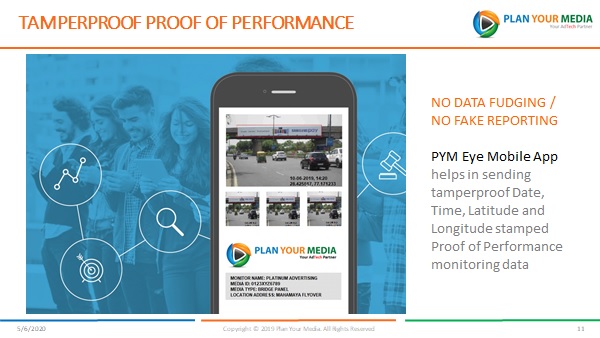 TAMPERPROOF PROOF OF PERFORMANCE
PLAN YOUR MEDIA
Your AdTech Partner
10-06-2019, 14:20
28.425017, 77.171233
PLAN YOUR MEDIA
Your AdTech Partner
MONITOR NAME: PLATINUM ADVERTISING
MEDIA ID: 0123XYZ6789
MEDIA TYPE: BRIDGE PANEL
LOCATION ADDRESS: MAHAMAYA FLYOVER
NO DATA FUDGING /
NO FAKE REPORTING
PYM Eye Mobile App
helps in sending
tamperproof Date,
Time, Latitude and
Longitude stamped
Proof of Performance
monitoring data
5/6/2020
Copyright © 2019 Plan Your Media. All Rights Reserved
11